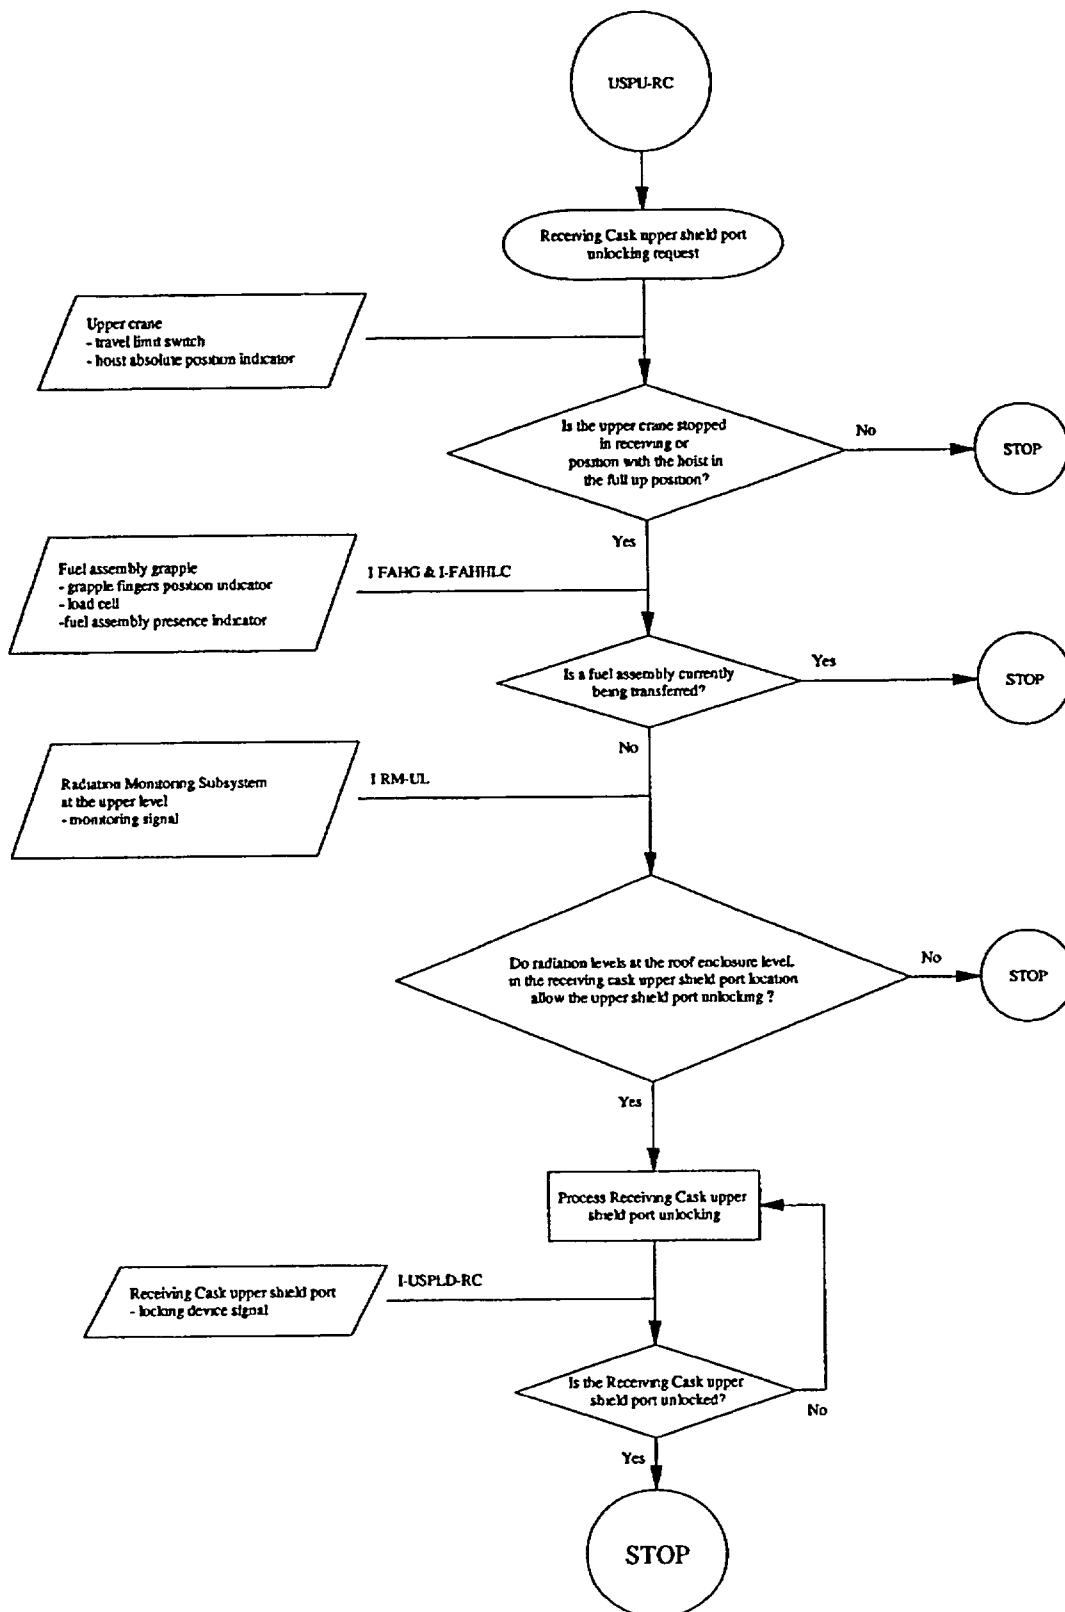 USPU-RC
Receiving Cask upper shield port
unlocking request
Upper crane
- travel limit switch
- hoist absolute position indicator
Is the upper crane stopped
in receiving or
position with the hoist in
the full up position?
No
STOP
Yes
Fuel assembly grapple
- grapple fingers position indicator
- load cell
-fuel assembly presence indicator
I FAHG & I-FAHHLC
Is a fuel assembly currently
being transferred?
Yes
STOP
No
Radiation Monitoring Subsystem
at the upper level
- monitoring signal
I RM-UL
Do radiation levels at the roof enclosure level,
in the receiving cask upper shield port location
allow the upper shield port unlocking ?
No
STOP
Yes
Process Receiving Cask upper
shield port unlocking
Receiving Cask upper shield port
- locking device signal
I-USPLD-RC
Is the Receiving Cask upper
shield port unlocked?
No
Yes
STOP